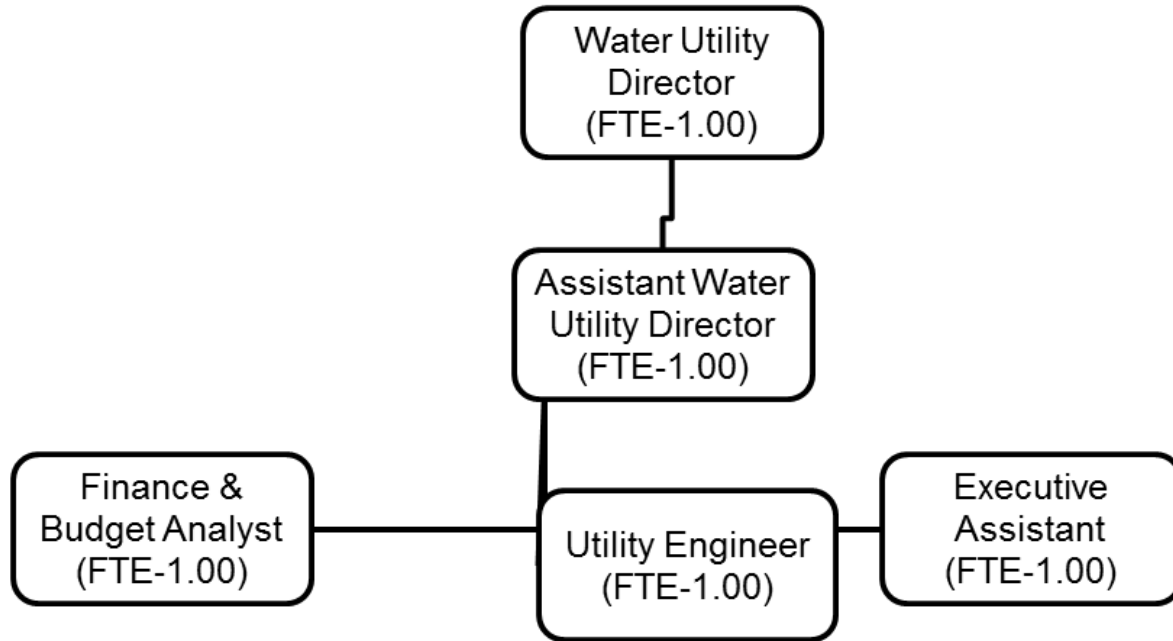 Water Utility
Director
(FTE-1.00)
Assistant Water
Utility Director
(FTE-1.00)
Finance &
Budget Analyst
(FTE-1.00)
Utility Engineer
(FTE-1.00)
Executive
Assistant
(FTE-1.00)